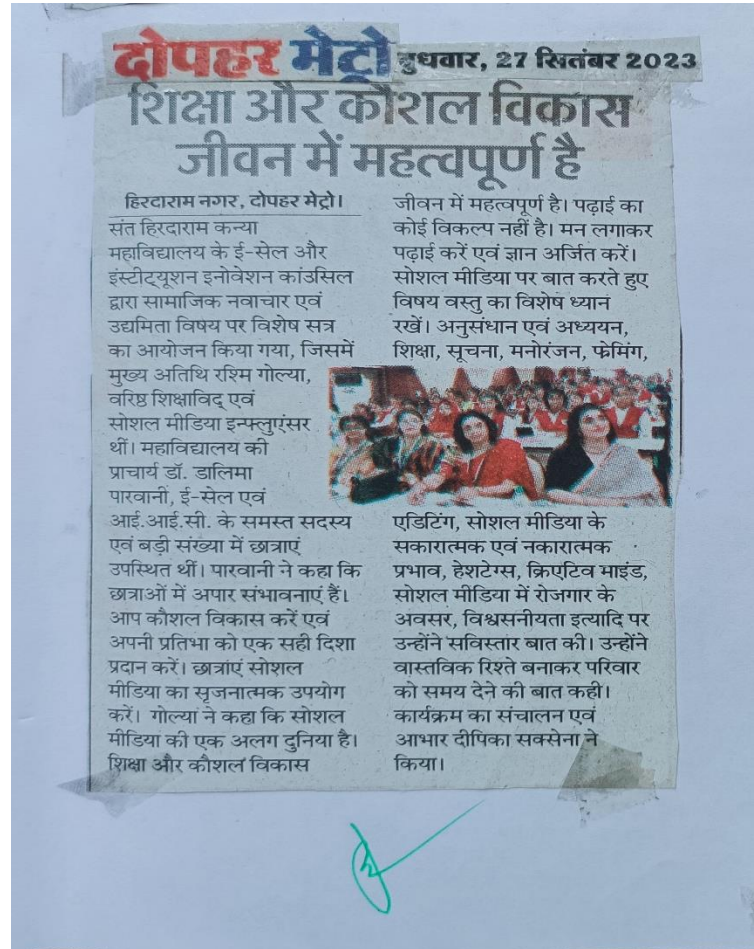 दोपहर मेट्रो बुधवार, 27 सितंबर 2023
शिक्षा और कौशल विकास
जीवन में महत्वपूर्ण है
हिरदाराम नगर, दोपहर मेट्रो।
संत हिरदाराम कन्या
महाविद्यालय के ई-सेल और
इंस्टीट्यूशन इनोवेशन कांउसिल
द्वारा सामाजिक नवाचार एवं
उद्यमिता विषय पर विशेष सत्र
का आयोजन किया गया, जिसमें
मुख्य अतिथि रश्मि गोल्या,
वरिष्ठ शिक्षाविद् एवं
सोशल मीडिया इन्फ्लुएंसर
थीं। महाविद्यालय की
प्राचार्य डॉ. डालिमा
पारवानी, ई-सेल एवं
आई.आई.सी. के समस्त सदस्य
एवं बड़ी संख्या में छात्राएं
उपस्थित थीं। पारवानी ने कहा कि
छात्राओं में अपार संभावनाएं हैं।
आप कौशल विकास करें एवं
अपनी प्रतिभा को एक सही दिशा
प्रदान करें। छात्राएं सोशल
मीडिया का सृजनात्मक उपयोग
करें। गोल्या ने कहा कि सोशल
मीडिया की एक अलग दुनिया है।
शिक्षा और कौशल विकास
जीवन में महत्वपूर्ण है। पढ़ाई का
कोई विकल्प नहीं है। मन लगाकर
पढ़ाई करें एवं ज्ञान अर्जित करें।
सोशल मीडिया पर बात करते हुए
विषय वस्तु का विशेष ध्यान
रखें। अनुसंधान एवं अध्ययन,
शिक्षा, सूचना, मनोरंजन, फ्रेमिंग,
एडिटिंग, सोशल मीडिया के
सकारात्मक एवं नकारात्मक
प्रभाव, हेशटेग्स, क्रिएटिव माइंड,
सोशल मीडिया में रोजगार के
अवसर, विश्वसनीयता इत्यादि पर
उन्होंने सविस्तार बात की। उन्होंने
वास्तविक रिश्ते बनाकर परिवार
को समय देने की बात कही।
कार्यक्रम का संचालन एवं
आभार दीपिका सक्सेना ने
किया।